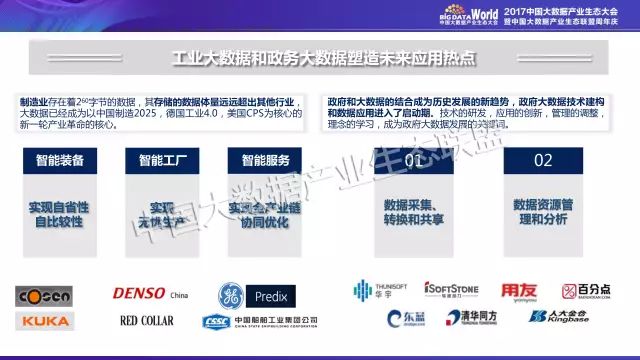 BIG DATA World
中国大数据产业生态大会
2017中国大数据产业生态大会
暨中国大数据产业生态联盟周年庆
工业大数据和政务大数据塑造未来应用热点
制造业存在着2⁶⁰字节的数据，其存储的数据体量远远超出其他行业，
大数据已经成为以中国制造2025，德国工业4.0，美国CPS为核心的
新一轮产业革命的核心。
智能装备
智能工厂
智能服务
实现自省性
自比较性
实现
无忧生产
实现全产业链
协同优化
政府和大数据的结合成为历史发展的新趋势，政府大数据技术建构
和数据应用进入了启动期。技术的研发，应用的创新，管理的调整，
理念的学习，成为政府大数据发展的关键词。
01
02
数据采集、
转换和共享
数据资源管
理和分析
中国大数据产业生态联盟
cosen
DENSO China
GE Predix
KUKA
RED COLLAR
CSSC 中国船舶工业集团公司
CHINA STATE SHIPBUILDING CORPORATION
THUNISOFT
华宇
iSOFTSTONE
软通动力
用友
yonyou
百分点
BAIFENDIAN.COM
东蓝
清华同方
TSINGHUA TONGFANG
人大金仓
Kingbase